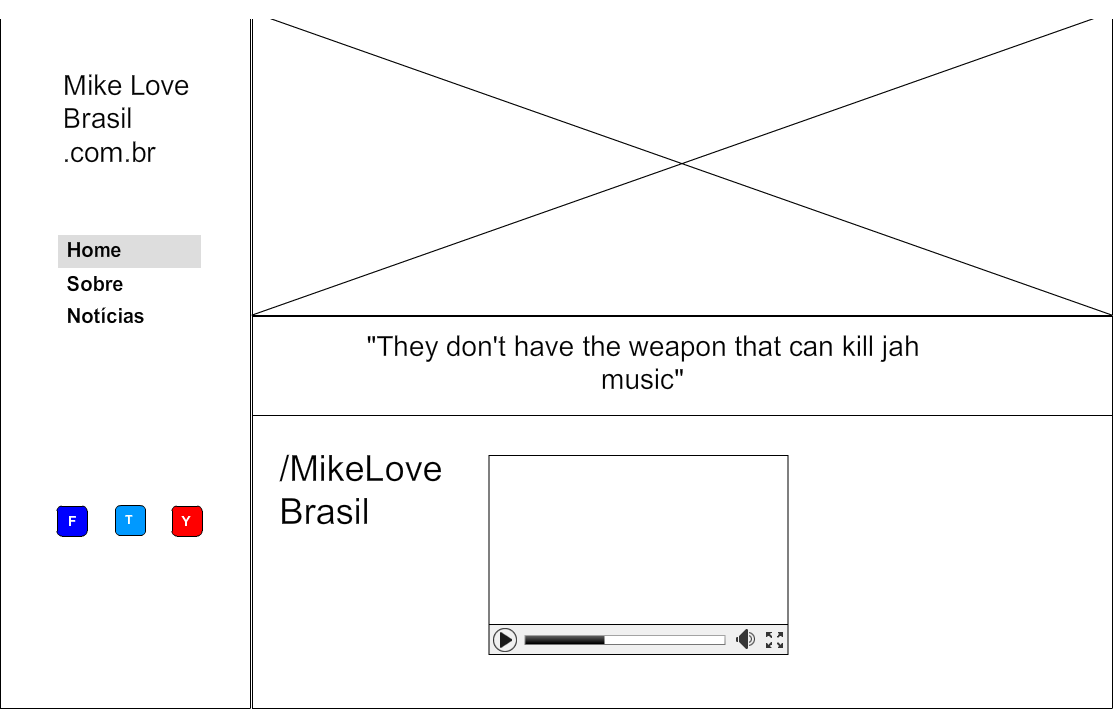 Mike Love
Brasil
.com.br
Home
Sobre
Notícias
F T Y
"They don't have the weapon that can kill jah
music"
/MikeLove
Brasil